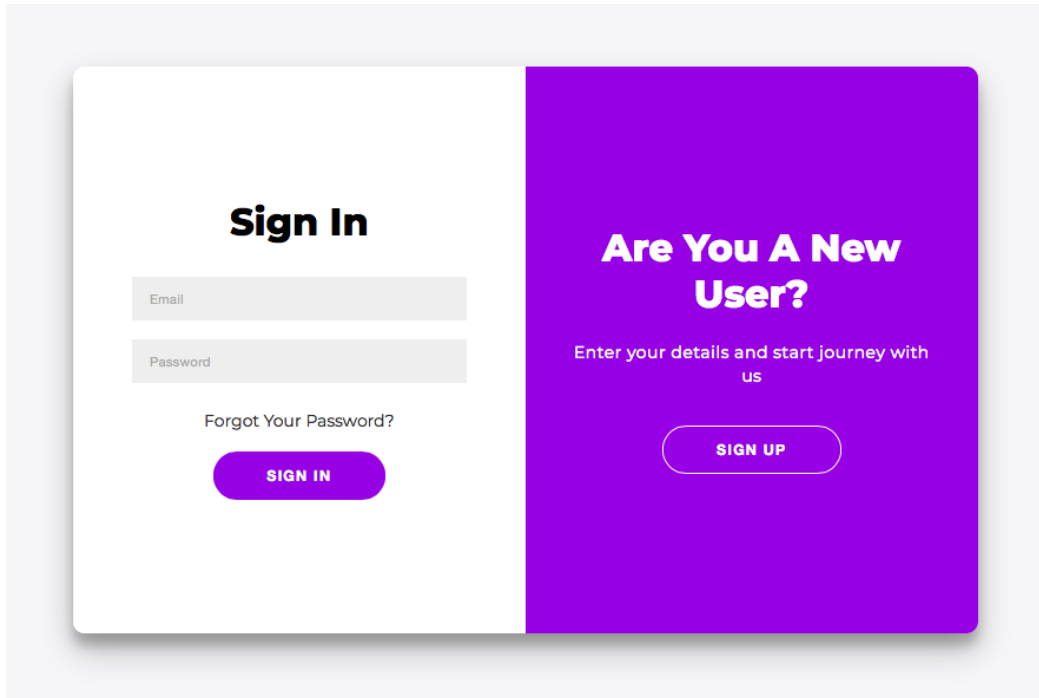 Sign In
Email
Password
Forgot Your Password?
SIGN IN
Are You A New
User?
Enter your details and start journey with
us
SIGN UP